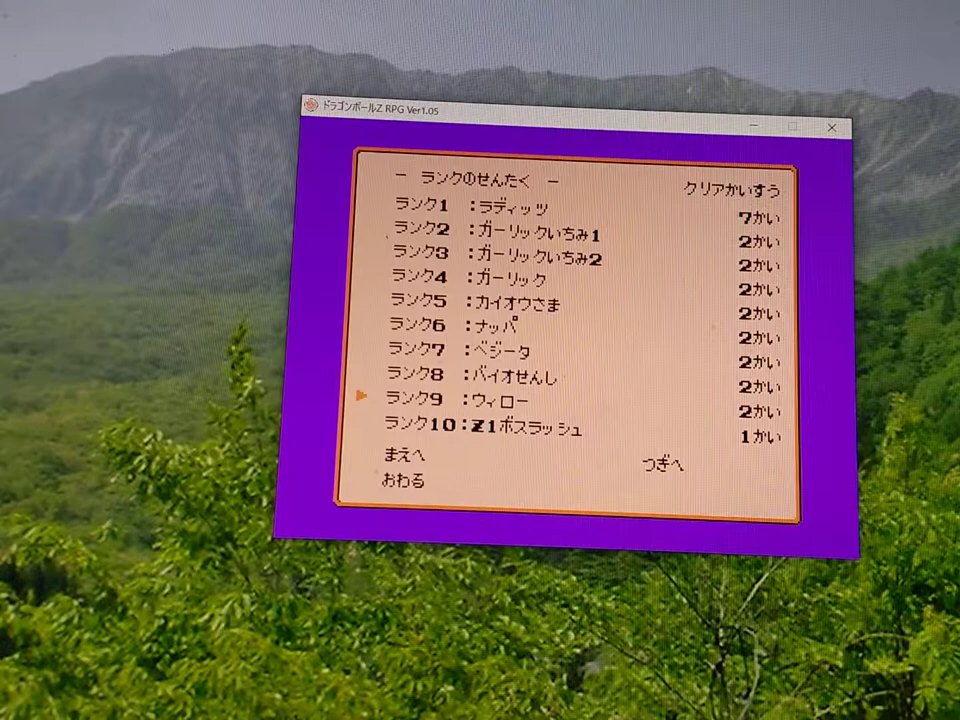 ドラゴンボールZ RPG Ver1.05
－ ランクのせんたく － クリアかいすう
ランク1 :ラディッツ 7かい
ランク2 :ガーリックいちみ1 2かい
ランク3 :ガーリックいちみ2 2かい
ランク4 :ガーリック 2かい
ランク5 :カイオウさま 2かい
ランク6 :ナッパ 2かい
ランク7 :ベジータ 2かい
ランク8 :バイオせんし 2かい
ランク9 :ウィロー 2かい
ランク10:Z1ボスラッシュ 1かい
まえへ つぎへ
おわる